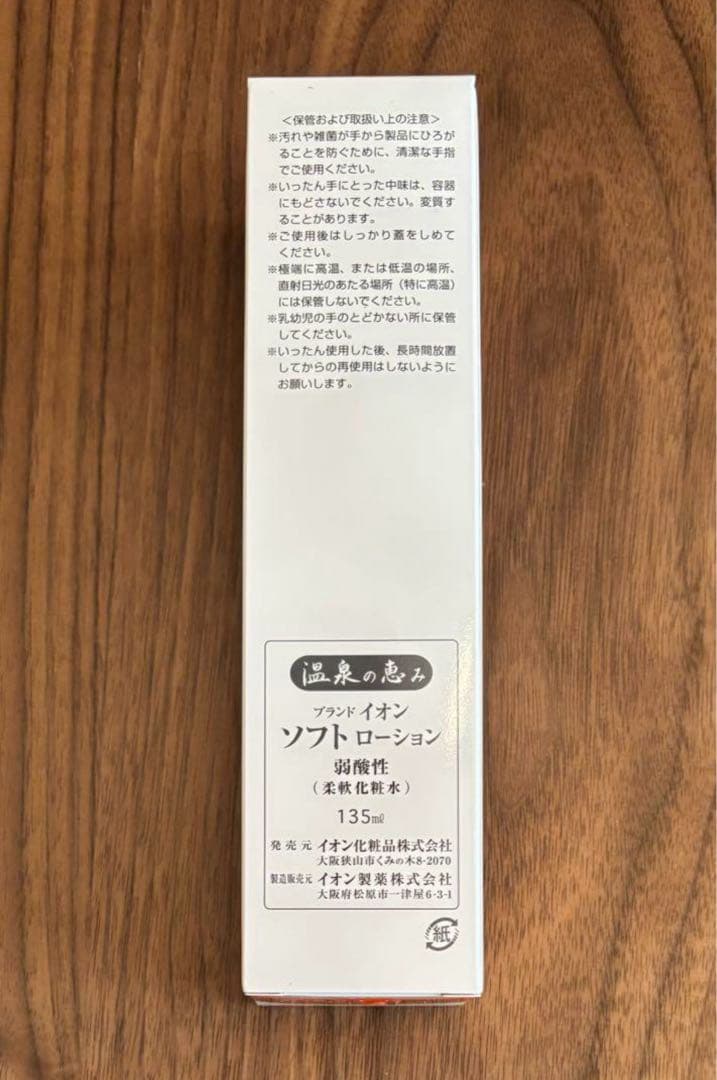 ＜保管および取扱い上の注意＞
※汚れや雑菌が手から製品にひろが
ることを防ぐために、清潔な手指
でご使用ください。
※いったん手にとった中味は、容器
にもどさないでください。変質す
ることがあります。
※ご使用後はしっかり蓋をしめて
ください。
※極端に高温、または低温の場所、
直射日光のあたる場所（特に高温）
には保管しないでください。
※乳幼児の手のとどかない所に保管
してください。
※いったん使用した後、長時間放置
してからの再使用はしないように
お願いします。
温泉の恵み
ブランド イオン
ソフト ローション
弱酸性
（柔軟化粧水）
135㎖
発売元 イオン化粧品株式会社
大阪狭山市くみの木8-2070
製造販売元 イオン製薬株式会社
大阪府松原市一津屋6-3-1
紙